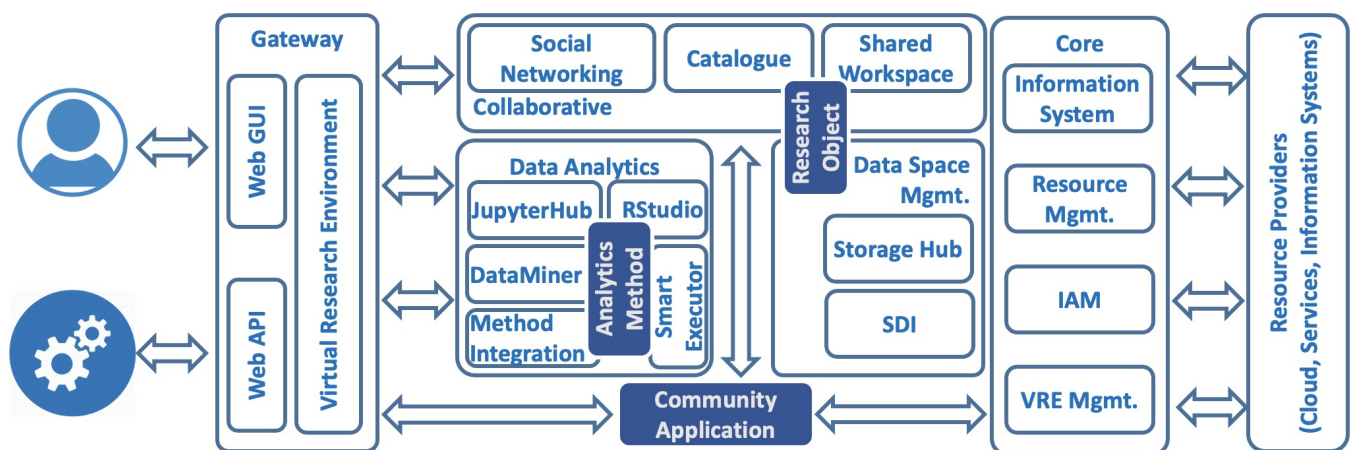 Gateway
Web GUI
Web API
Virtual Research Environment
Social
Networking
Catalogue
Shared
Workspace
Collaborative
Research
Object
Data Analytics
JupyterHub
RStudio
DataMiner
Analytics
Method
Smart
Executor
Method
Integration
Data Space
Mgmt.
Storage Hub
SDI
Community
Application
Core
Information
System
Resource
Mgmt.
IAM
VRE Mgmt.
Resource Providers
(Cloud, Services, Information Systems)